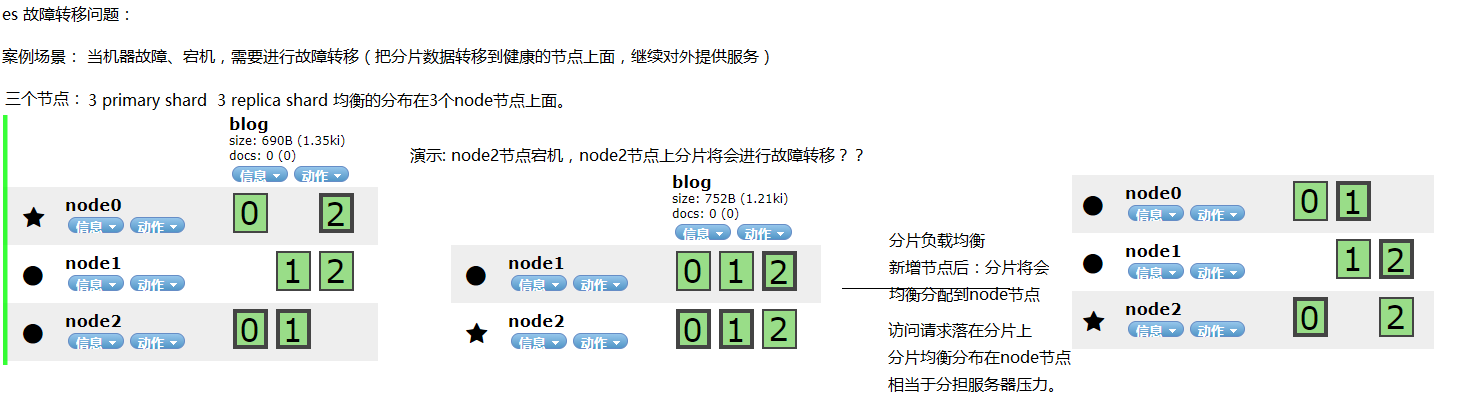 es 故障转移问题：
案例场景： 当机器故障、宕机，需要进行故障转移（把分片数据转移到健康的节点上面，继续对外提供服务）
三个节点：3 primary shard 3 replica shard 均衡的分布在3个node节点上面。
blog
size: 690B (1.35ki)
docs: 0 (0)
信息 动作
node0
信息 动作
0 2
node1
信息 动作
1 2
node2
信息 动作
0 1
演示: node2节点宕机，node2节点上分片将会进行故障转移？？
blog
size: 752B (1.21ki)
docs: 0 (0)
信息 动作
node1
信息 动作
0 1 2
node2
信息 动作
0 1 2
分片负载均衡
新增节点后：分片将会
均衡分配到node节点
访问请求落在分片上
分片均衡分布在node节点
相当于分担服务器压力。
node0
信息 动作
0 1
node1
信息 动作
1 2
node2
信息 动作
0 2